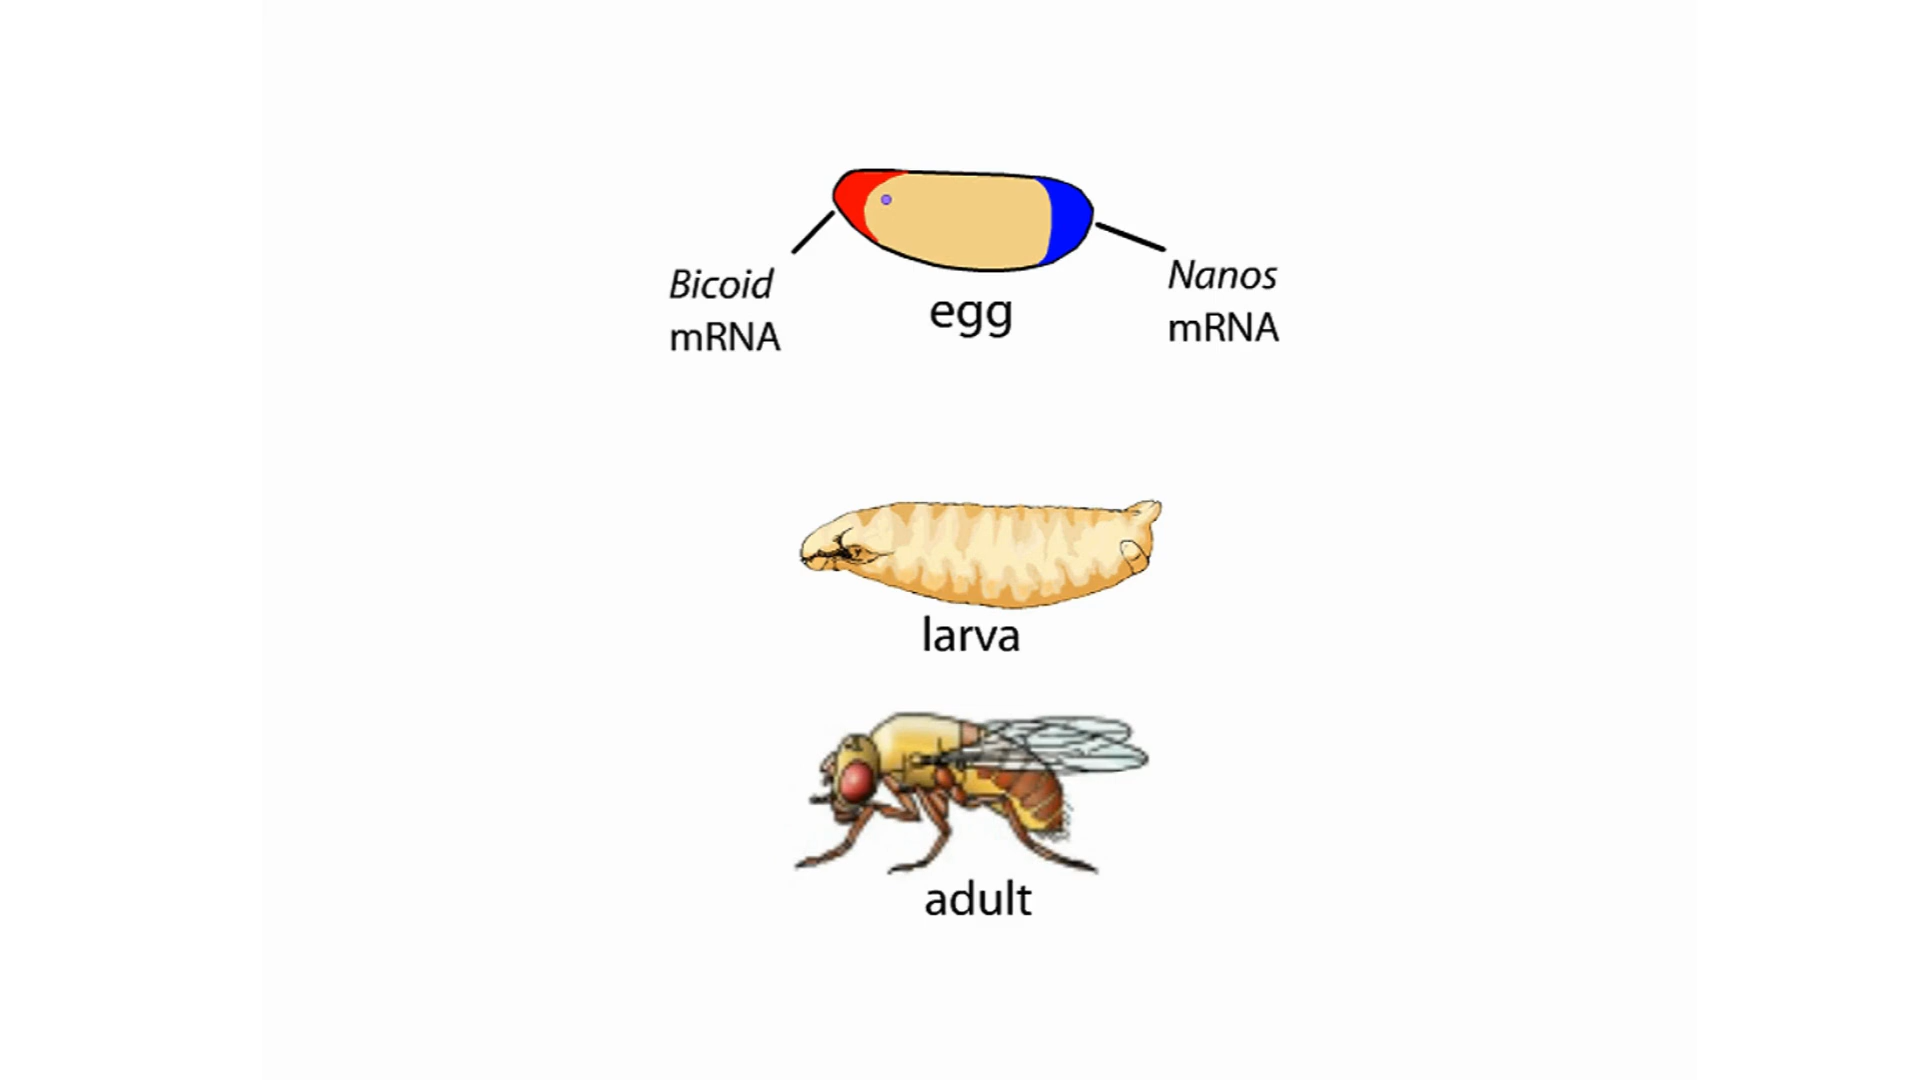 Bicoid
mRNA
egg
Nanos
mRNA
larva
adult